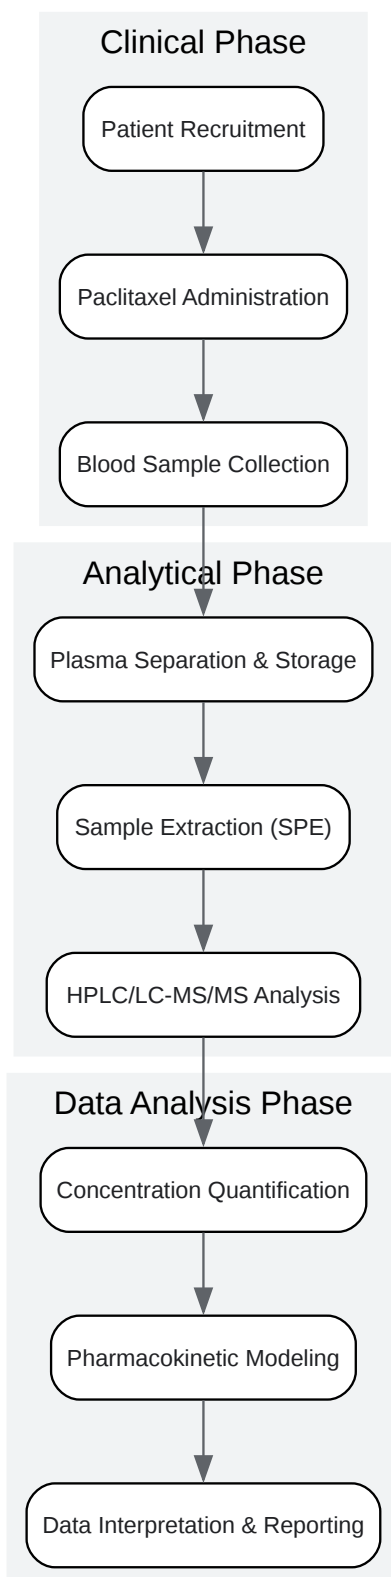 Clinical Phase
Patient Recruitment
Paclitaxel Administration
Blood Sample Collection
Analytical Phase
Plasma Separation & Storage
Sample Extraction (SPE)
HPLC/LC-MS/MS Analysis
Data Analysis Phase
Concentration Quantification
Pharmacokinetic Modeling
Data Interpretation & Reporting